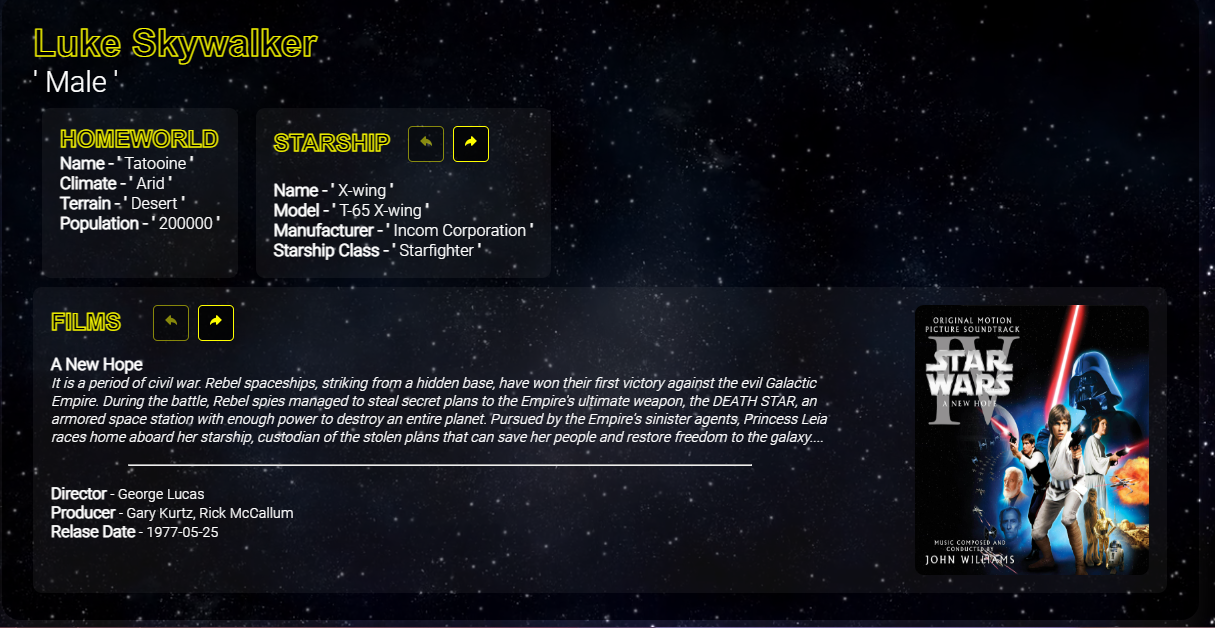 Luke Skywalker
' Male '
HOMEWORLD
Name - ' Tatooine '
Climate - ' Arid '
Terrain - ' Desert '
Population - ' 200000 '
STARSHIP
Name - ' X-wing '
Model - ' T-65 X-wing '
Manufacturer - ' Incom Corporation '
Starship Class - ' Starfighter '
FILMS
A New Hope
It is a period of civil war. Rebel spaceships, striking from a hidden base, have won their first victory against the evil Galactic
Empire. During the battle, Rebel spies managed to steal secret plans to the Empire's ultimate weapon, the DEATH STAR, an
armored space station with enough power to destroy an entire planet. Pursued by the Empire's sinister agents, Princess Leia
races home aboard her starship, custodian of the stolen plans that can save her people and restore freedom to the galaxy....
Director - George Lucas
Producer - Gary Kurtz, Rick McCallum
Relase Date - 1977-05-25
ORIGINAL MOTION
PICTURE SOUNDTRACK
IV
STAR
WARS
A NEW HOPE
MUSIC COMPOSED AND
CONDUCTED BY
JOHN WILLIAMS